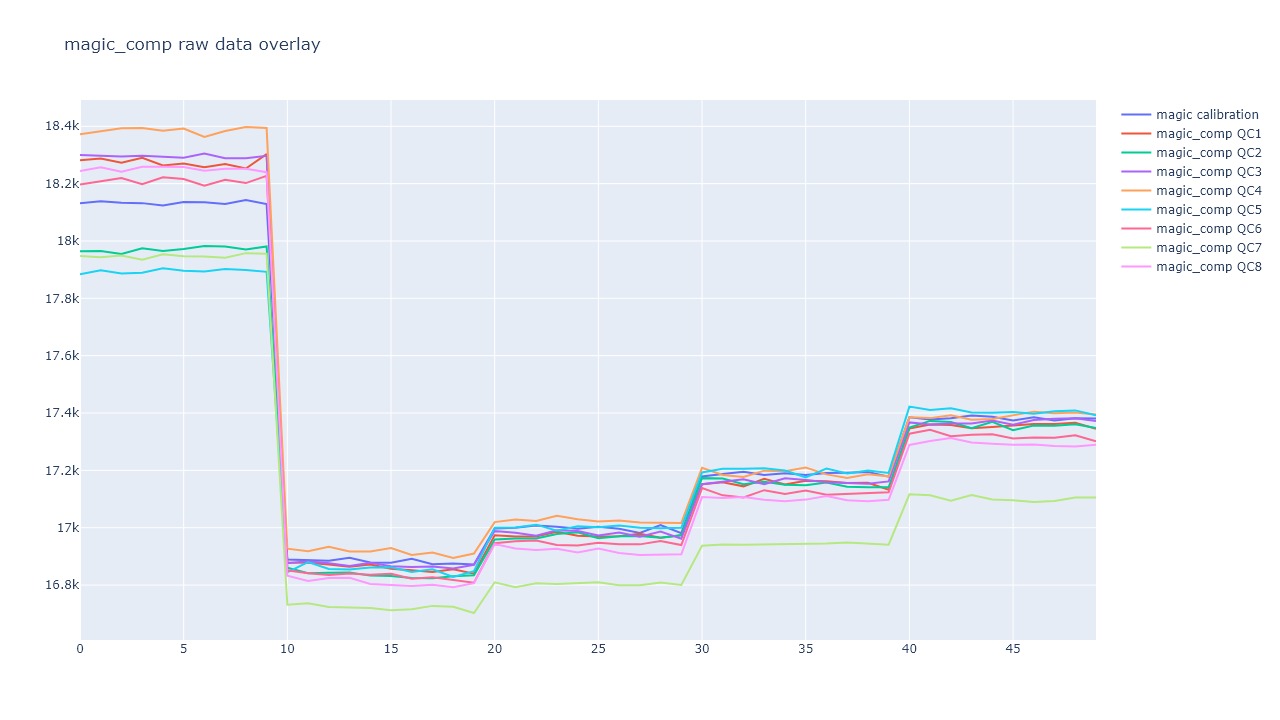 magic_comp raw data overlay
18.4k
18.2k
18k
17.8k
17.6k
17.4k
17.2k
17k
16.8k
0 5 10 15 20 25 30 35 40 45
magic calibration
magic_comp QC1
magic_comp QC2
magic_comp QC3
magic_comp QC4
magic_comp QC5
magic_comp QC6
magic_comp QC7
magic_comp QC8